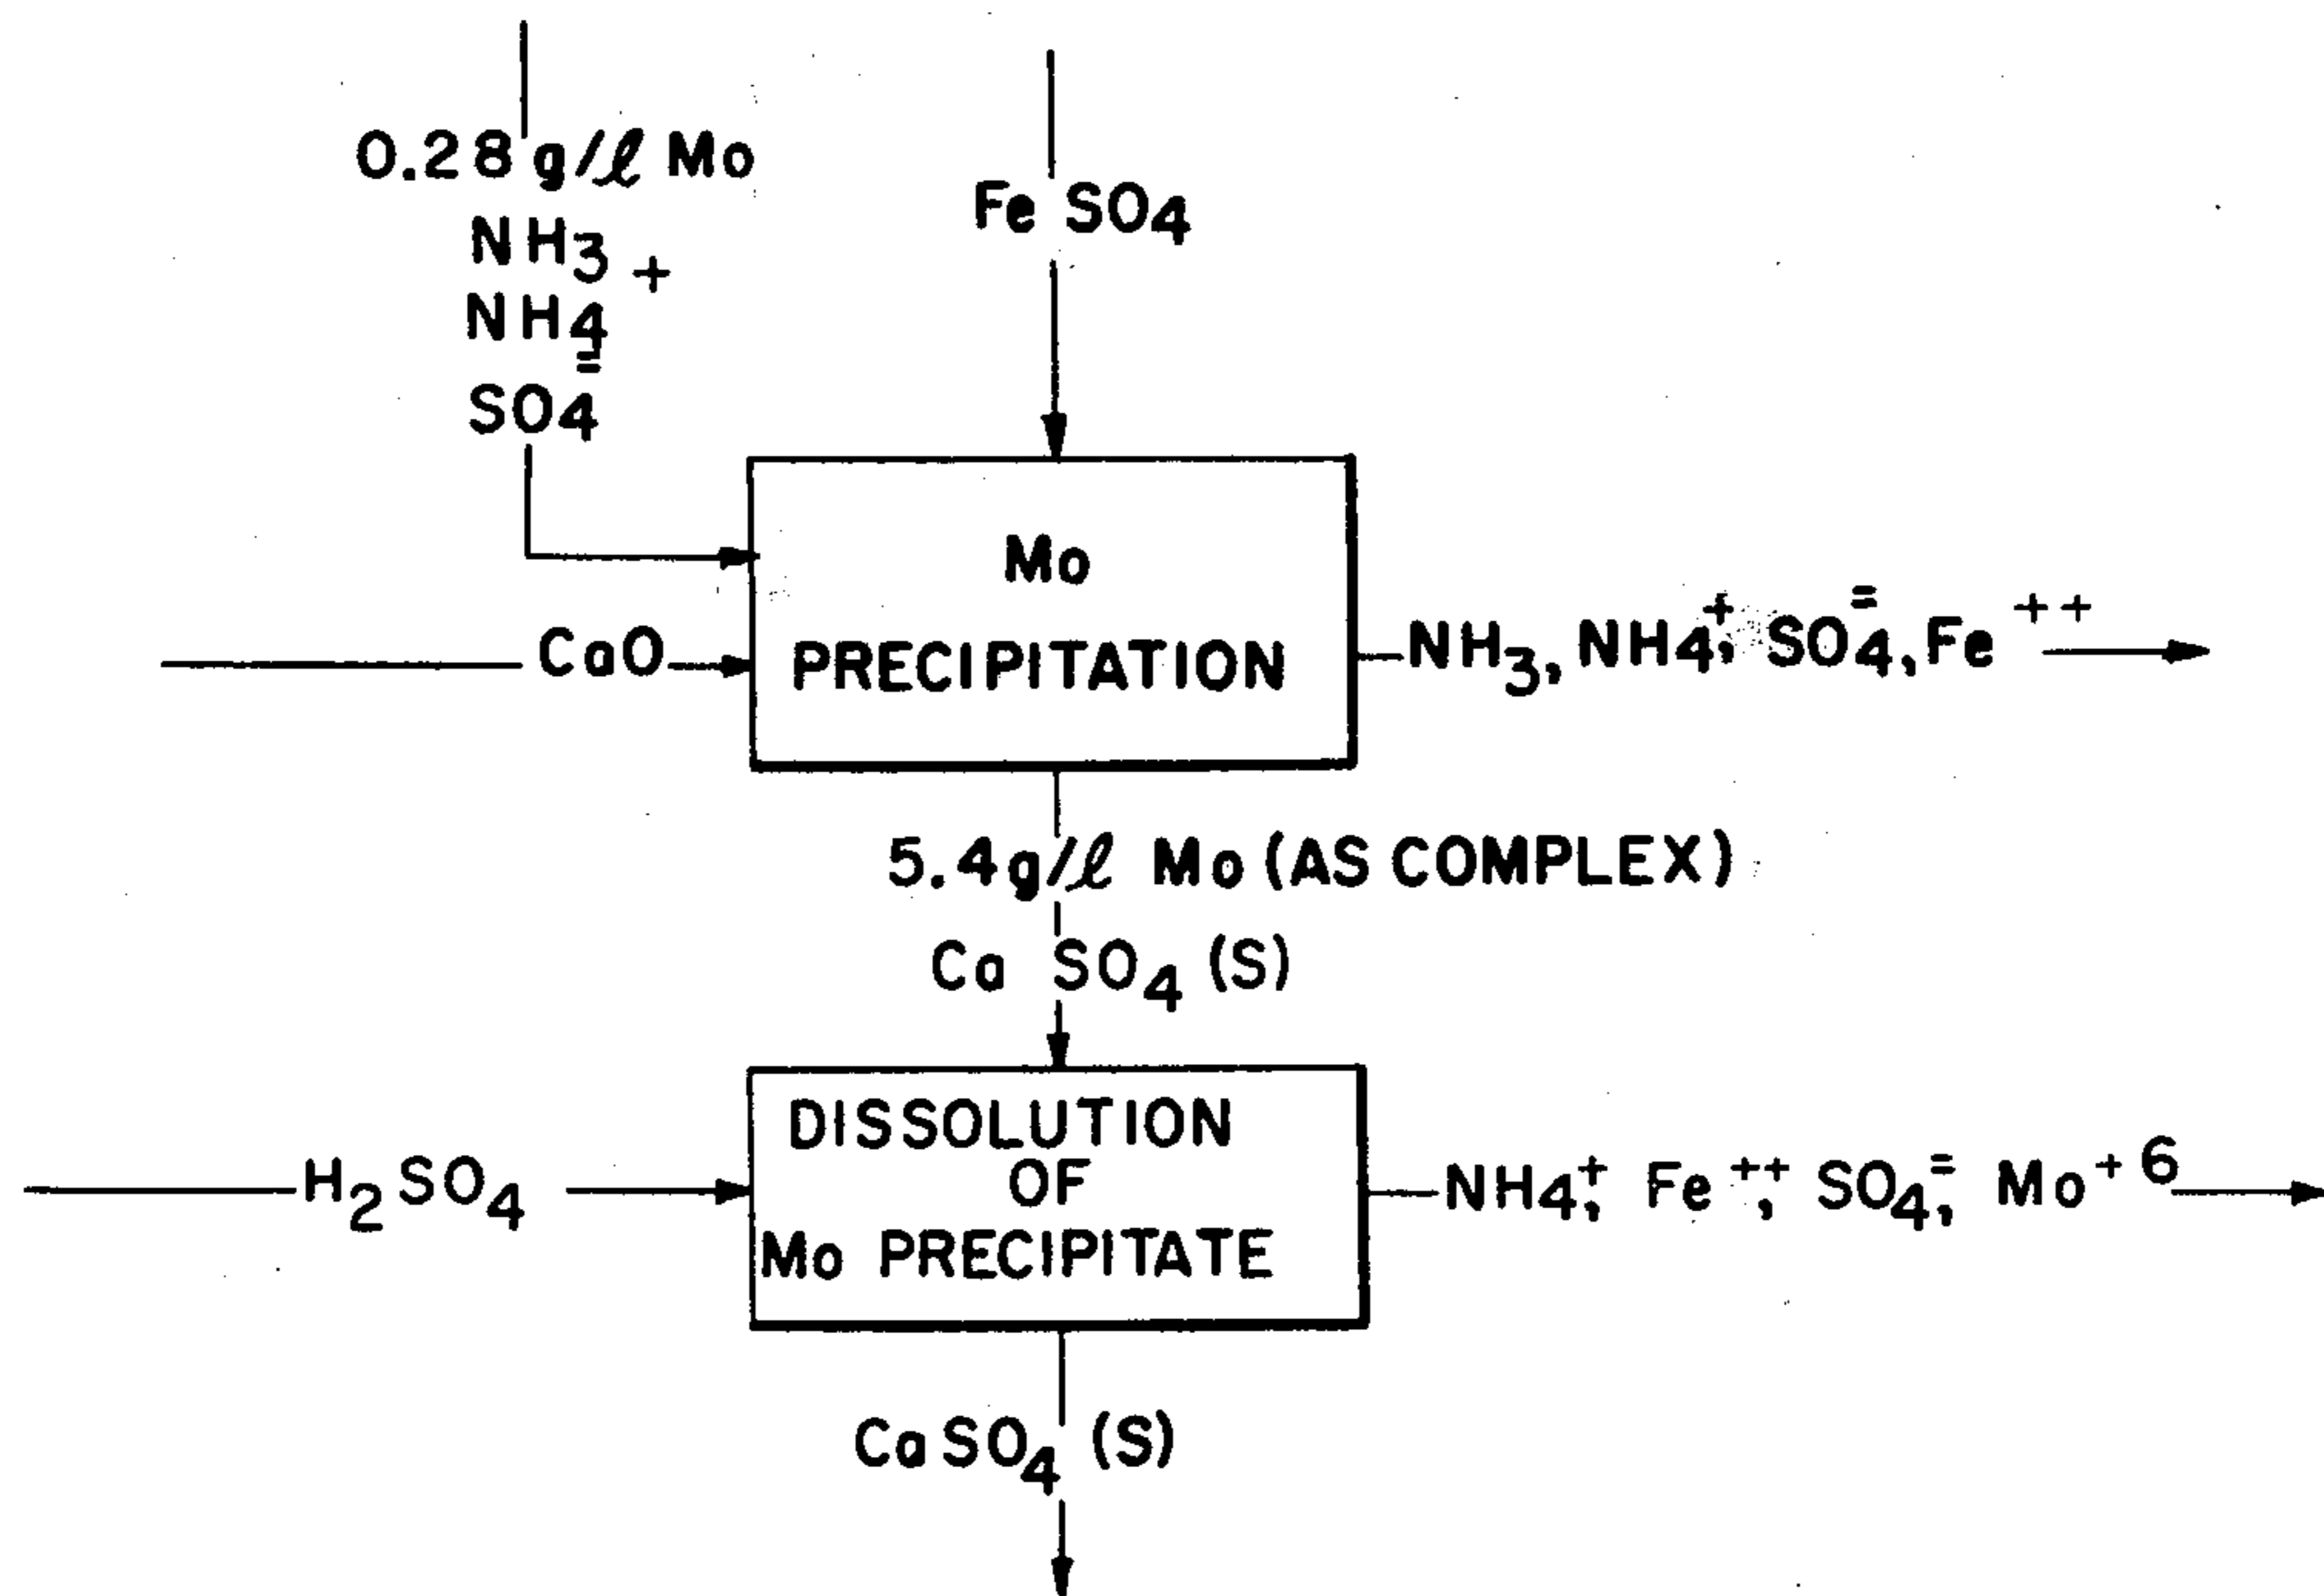 0.28 g/ℓ Mo
NH₃
NH₄⁺
SO₄⁼
Fe SO₄
Mo
PRECIPITATION
CaO
NH₃, NH₄⁺, SO₄⁼, Fe⁺⁺
5.4 g/ℓ Mo (AS COMPLEX)
Ca SO₄ (S)
H₂SO₄
DISSOLUTION
OF
Mo PRECIPITATE
NH₄⁺, Fe⁺⁺, SO₄⁼, Mo⁺⁶
CaSO₄ (S)